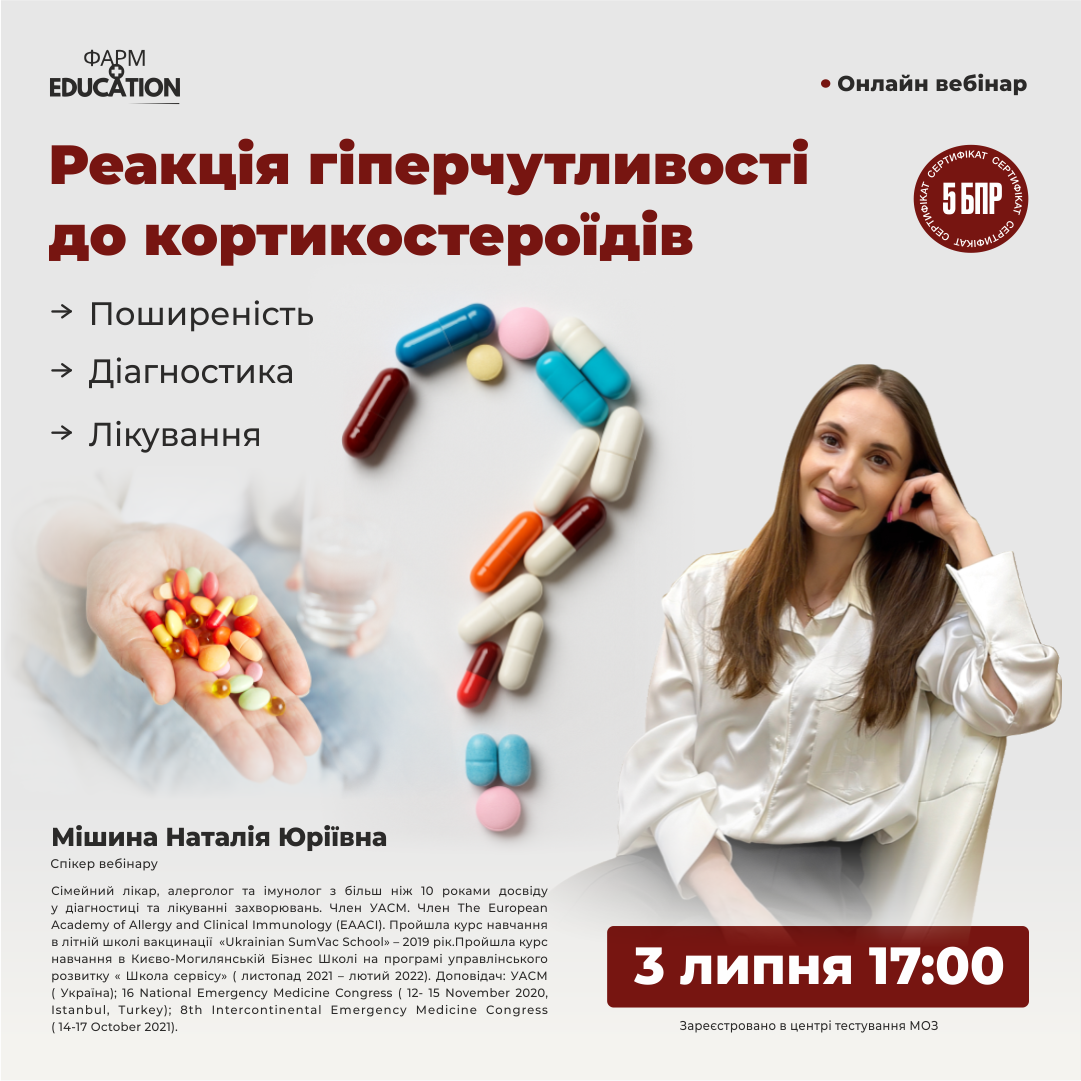 ФАРМ
EDUCATION
• Онлайн вебінар
Реакція гіперчутливості
до кортикостероїдів
СЕРТИФІКАТ СЕРТИФІКАТ СЕРТИФІКАТ СЕРТИФІКАТ
5 БПР
→ Поширеність
→ Діагностика
→ Лікування
Мішина Наталія Юріївна
Спікер вебінару
Сімейний лікар, алерголог та імунолог з більш ніж 10 роками досвіду
у діагностиці та лікуванні захворювань. Член УАСМ. Член The European
Academy of Allergy and Clinical Immunology (EAACI). Пройшла курс навчання
в літній школі вакцинації «Ukrainian SumVac School» – 2019 рік.Пройшла курс
навчання в Києво-Могилянській Бізнес Школі на програмі управлінського
розвитку « Школа сервісу» ( листопад 2021 – лютий 2022). Доповідач: УАСМ
( Україна); 16 National Emergency Medicine Congress ( 12- 15 November 2020,
Istanbul, Turkey); 8th Intercontinental Emergency Medicine Congress
( 14-17 October 2021).
3 липня 17:00
Зареєстровано в центрі тестування МОЗ